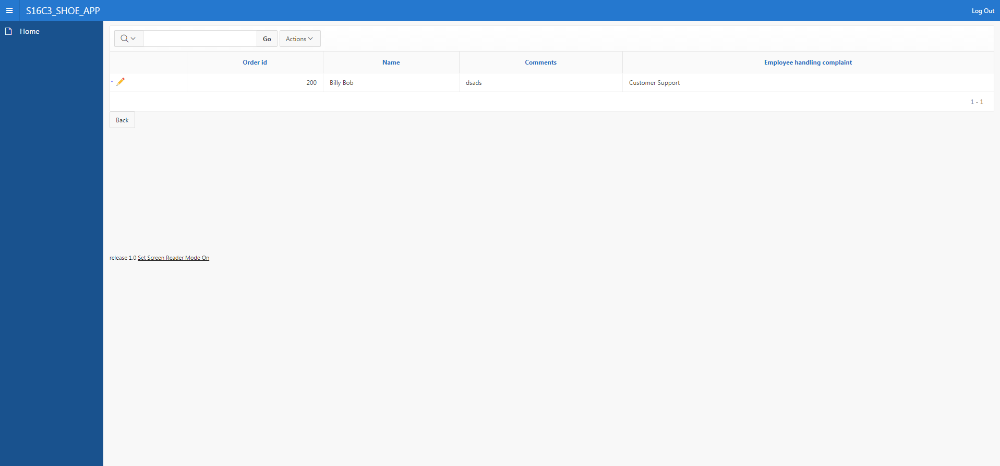 S16C3_SHOE_APP
Log Out
Home
Go
Actions
Order id
Name
Comments
Employee handling complaint
200
Billy Bob
dsads
Customer Support
1 - 1
Back
release 1.0 Set Screen Reader Mode On